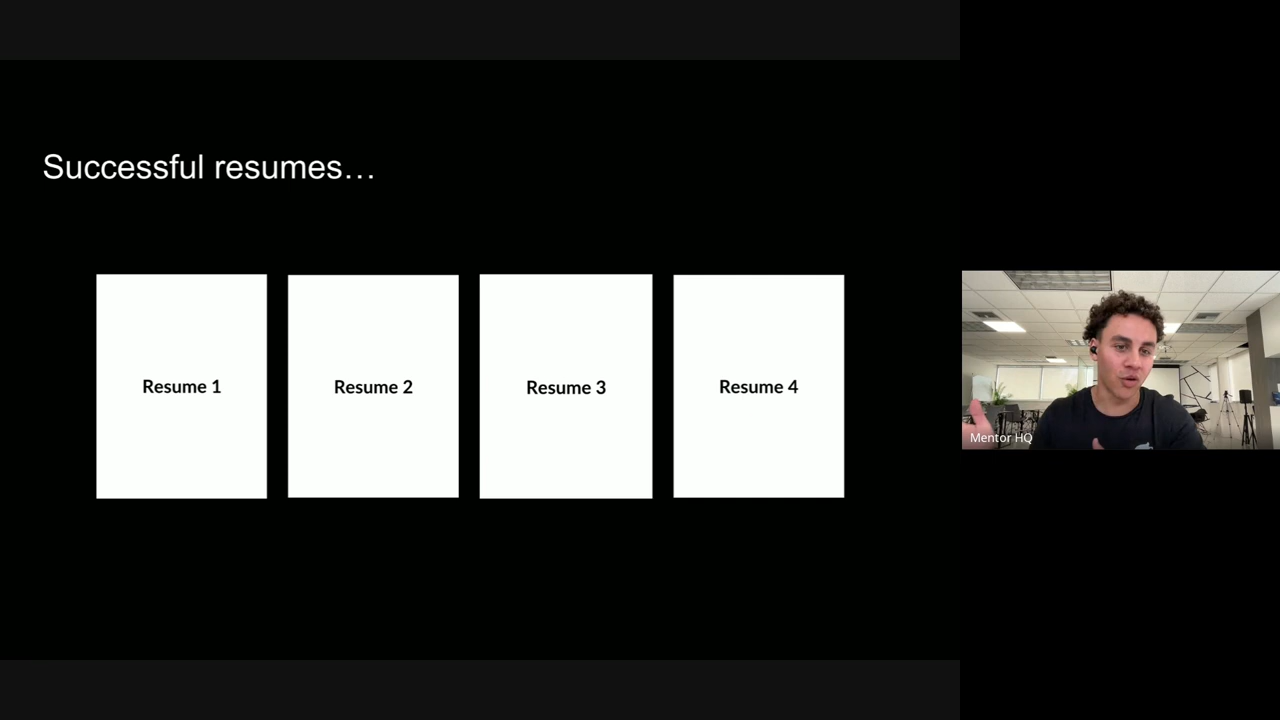 Successful resumes…
Resume 1
Resume 2
Resume 3
Resume 4
Mentor HQ